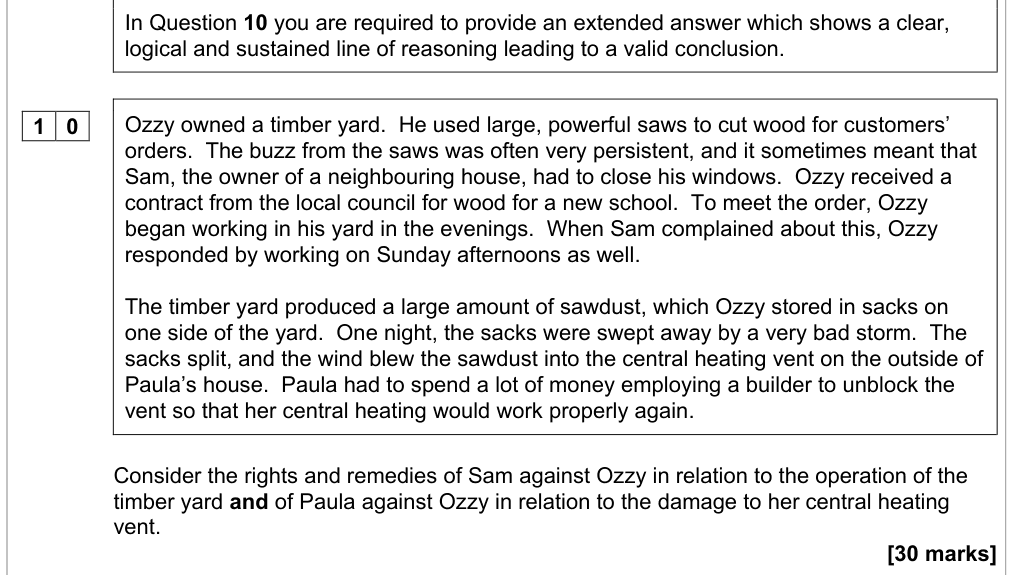 In Question 10 you are required to provide an extended answer which shows a clear,
logical and sustained line of reasoning leading to a valid conclusion.
1 0
Ozzy owned a timber yard. He used large, powerful saws to cut wood for customers’
orders. The buzz from the saws was often very persistent, and it sometimes meant that
Sam, the owner of a neighbouring house, had to close his windows. Ozzy received a
contract from the local council for wood for a new school. To meet the order, Ozzy
began working in his yard in the evenings. When Sam complained about this, Ozzy
responded by working on Sunday afternoons as well.
The timber yard produced a large amount of sawdust, which Ozzy stored in sacks on
one side of the yard. One night, the sacks were swept away by a very bad storm. The
sacks split, and the wind blew the sawdust into the central heating vent on the outside of
Paula’s house. Paula had to spend a lot of money employing a builder to unblock the
vent so that her central heating would work properly again.
Consider the rights and remedies of Sam against Ozzy in relation to the operation of the
timber yard and of Paula against Ozzy in relation to the damage to her central heating
vent.
[30 marks]